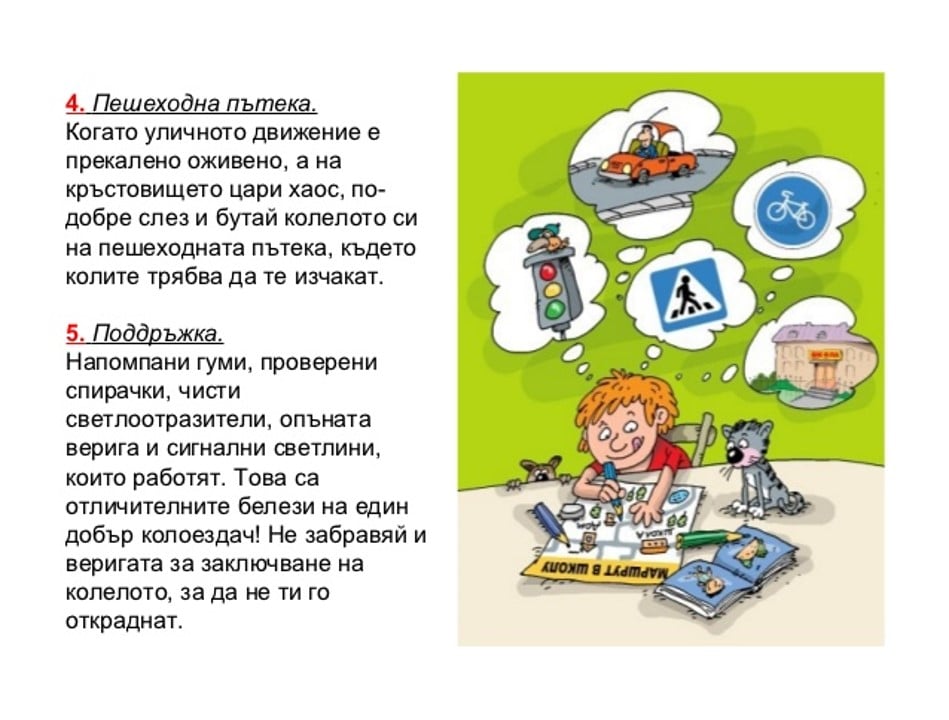 4. Пешеходна пътека.
Когато уличното движение е
прекалено оживено, а на
кръстовището цари хаос, по-
добре слез и бутай колелото си
на пешеходната пътека, където
колите трябва да те изчакат.
5. Поддръжка.
Напомпани гуми, проверени
спирачки, чисти
светлоотразители, опъната
верига и сигнални светлини,
които работят. Това са
отличителните белези на един
добър колоездач! Не забравяй и
веригата за заключване на
колелото, за да не ти го
откраднат.
ШКОЛА
ДОМ
ШКОЛА
МАРШРУТ В ШКОЛУ